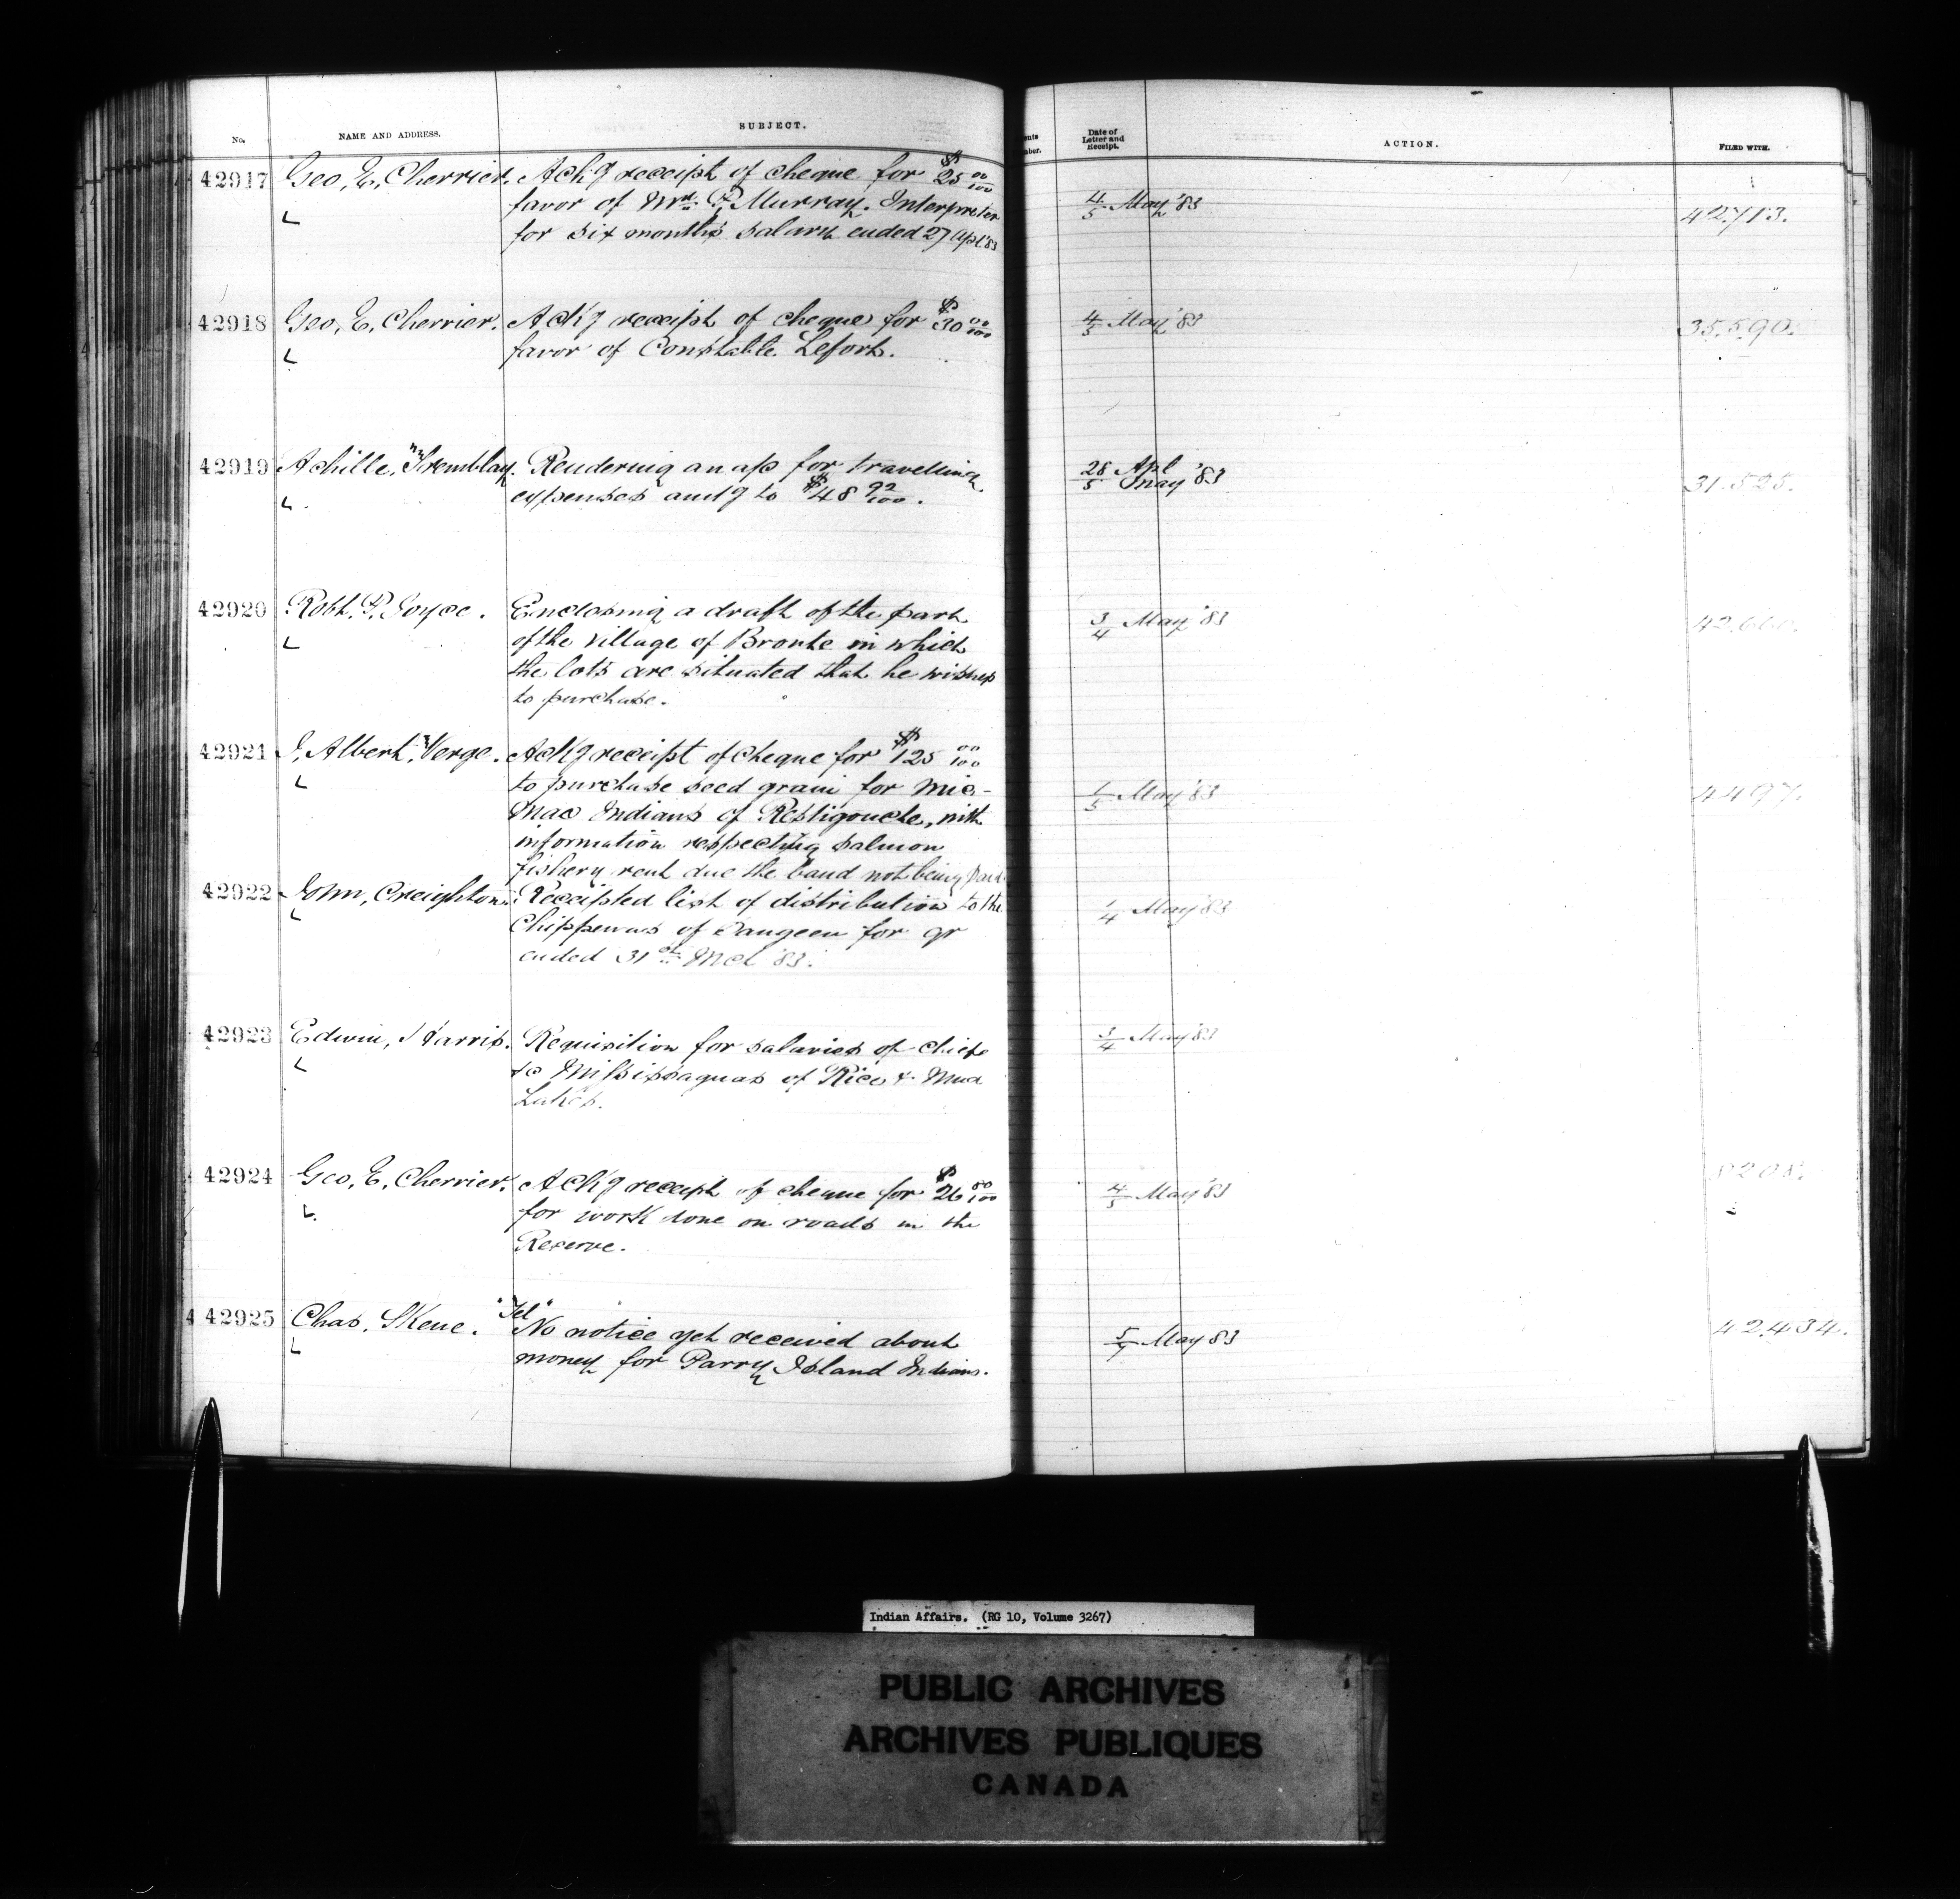 No.
NAME AND ADDRESS.
SUBJECT.
Date of
Letter and
Receipt.
ACTION.
FILED WITH.
42917 Geo. E. Cherrier. Ackg receipt of cheque for $25 00/100
favor of Mr. P. Murray. Interpreter
for six months salary ended 27 Apl '83
4/5 May '83
42713.
42918 Geo. E. Cherrier. Ackg receipt of cheque for $30 00/100
favor of Constable Lefort.
4/5 May '83
35,590.
42919 Achille, Tremblay. Rendering an a/c for travelling
expenses amtg to $48 92/100.
28 Apl
5 May '83
31.528.
42920 Robt. P. Joyce. Enclosing a draft of the part
of the village of Bronte in which
the lots are situated that he wishes
to purchase.
3/4 May '83
42.660.
42921 J. Albert, Verge. Ackg receipt of cheque for $125 00/100
to purchase seed grain for Mic-
Mac Indians of Restigouche, with
information respecting salmon
fishery rent due the band not being paid
1/5 May '83
4497.
42922 John, Creighton. Receipted list of distribution to the
Chippewas of Saugeen for qr
ended 31st Mch '83.
1/4 May '83
42923 Edwin, Harris. Requisition for salaries of chiefs
&c Mississaguas of Rice & Mud
Lakes.
3/4 May '83
42924 Geo. E. Cherrier. Ackg receipt of cheque for $26 00/100
for work done on roads in the
Reserve.
4/5 May '83
8208.
42925 Chas. Skene. "Tel"
No notice yet received about
money for Parry Island Indians.
5/7 May 83
42.434.
Indian Affairs. (RG 10, Volume 3267)
PUBLIC ARCHIVES
ARCHIVES PUBLIQUES
CANADA